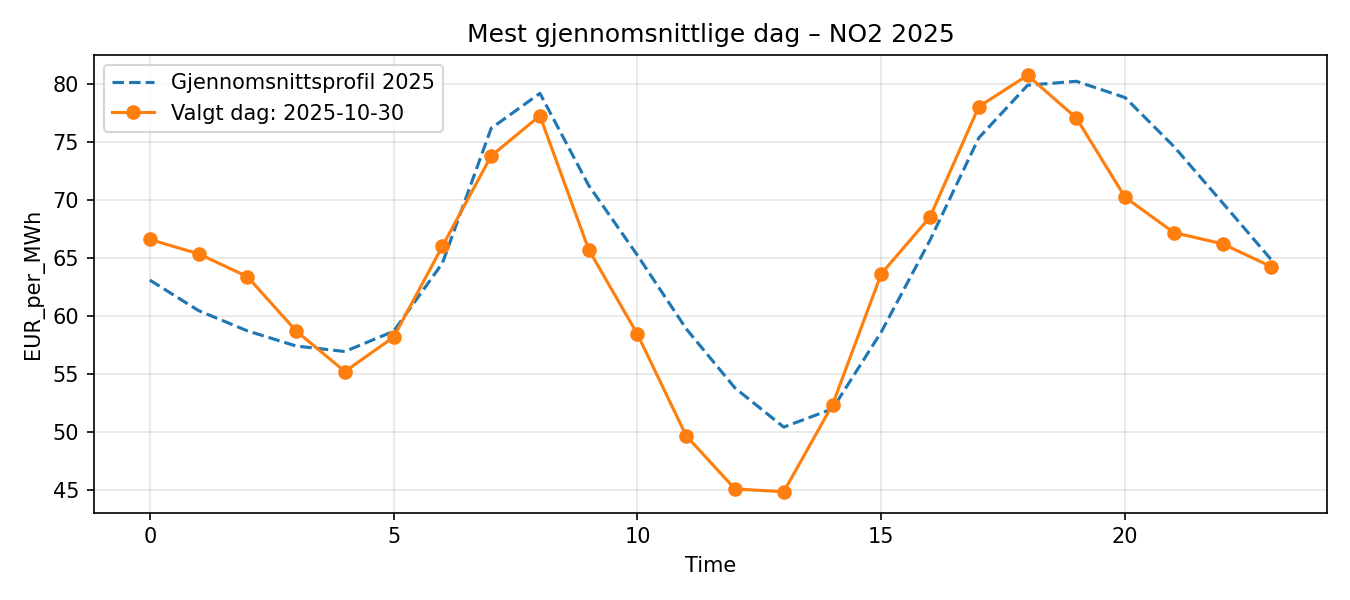 Mest gjennomsnittlige dag – NO2 2025
Gjennomsnittsprofil 2025
Valgt dag: 2025-10-30
EUR_per_MWh
80
75
70
65
60
55
50
45
0 5 10 15 20
Time